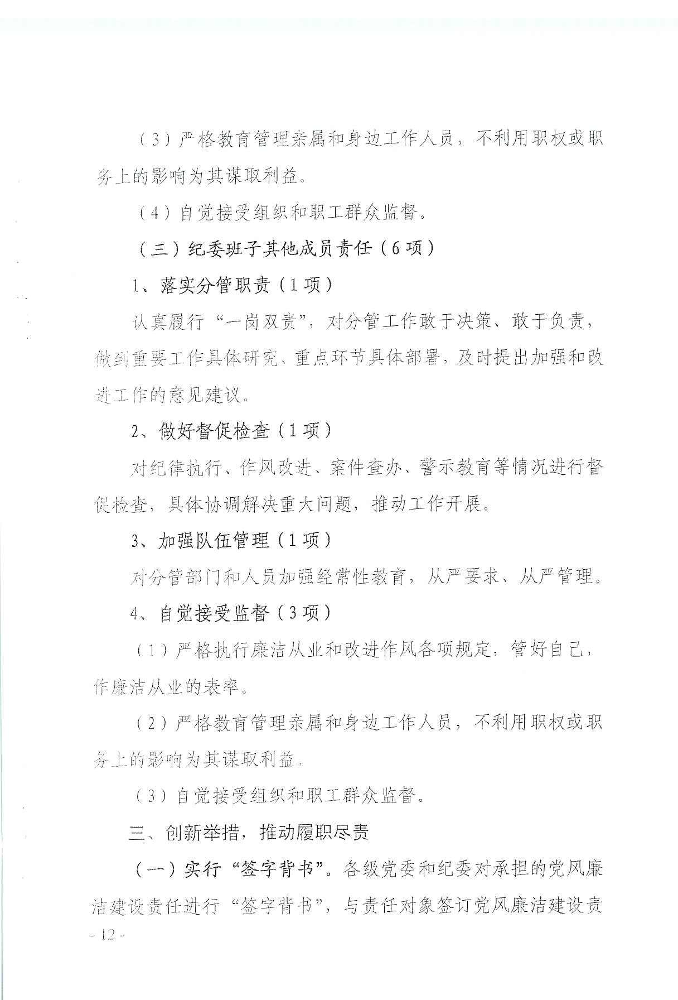 （3）严格教育管理亲属和身边工作人员，不利用职权或职
务上的影响为其谋取利益。
（4）自觉接受组织和职工群众监督。
（三）纪委班子其他成员责任（6项）
1、落实分管职责（1项）
认真履行“一岗双责”，对分管工作敢于决策、敢于负责，
做到重要工作具体研究、重点环节具体部署，及时提出加强和改
进工作的意见建议。
2、做好督促检查（1项）
对纪律执行、作风改进、案件查办、警示教育等情况进行督
促检查，具体协调解决重大问题，推动工作开展。
3、加强队伍管理（1项）
对分管部门和人员加强经常性教育，从严要求、从严管理。
4、自觉接受监督（3项）
（1）严格执行廉洁从业和改进作风各项规定，管好自己，
作廉洁从业的表率。
（2）严格教育管理亲属和身边工作人员，不利用职权或职
务上的影响为其谋取利益。
（3）自觉接受组织和职工群众监督。
三、创新举措，推动履职尽责
（一）实行“签字背书”。各级党委和纪委对承担的党风廉
洁建设责任进行“签字背书”，与责任对象签订党风廉洁建设责
- 12 -